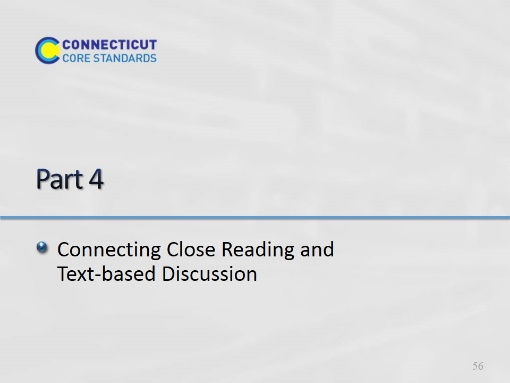 CONNECTICUT
CORE STANDARDS
Part 4
Connecting Close Reading and
Text-based Discussion
56